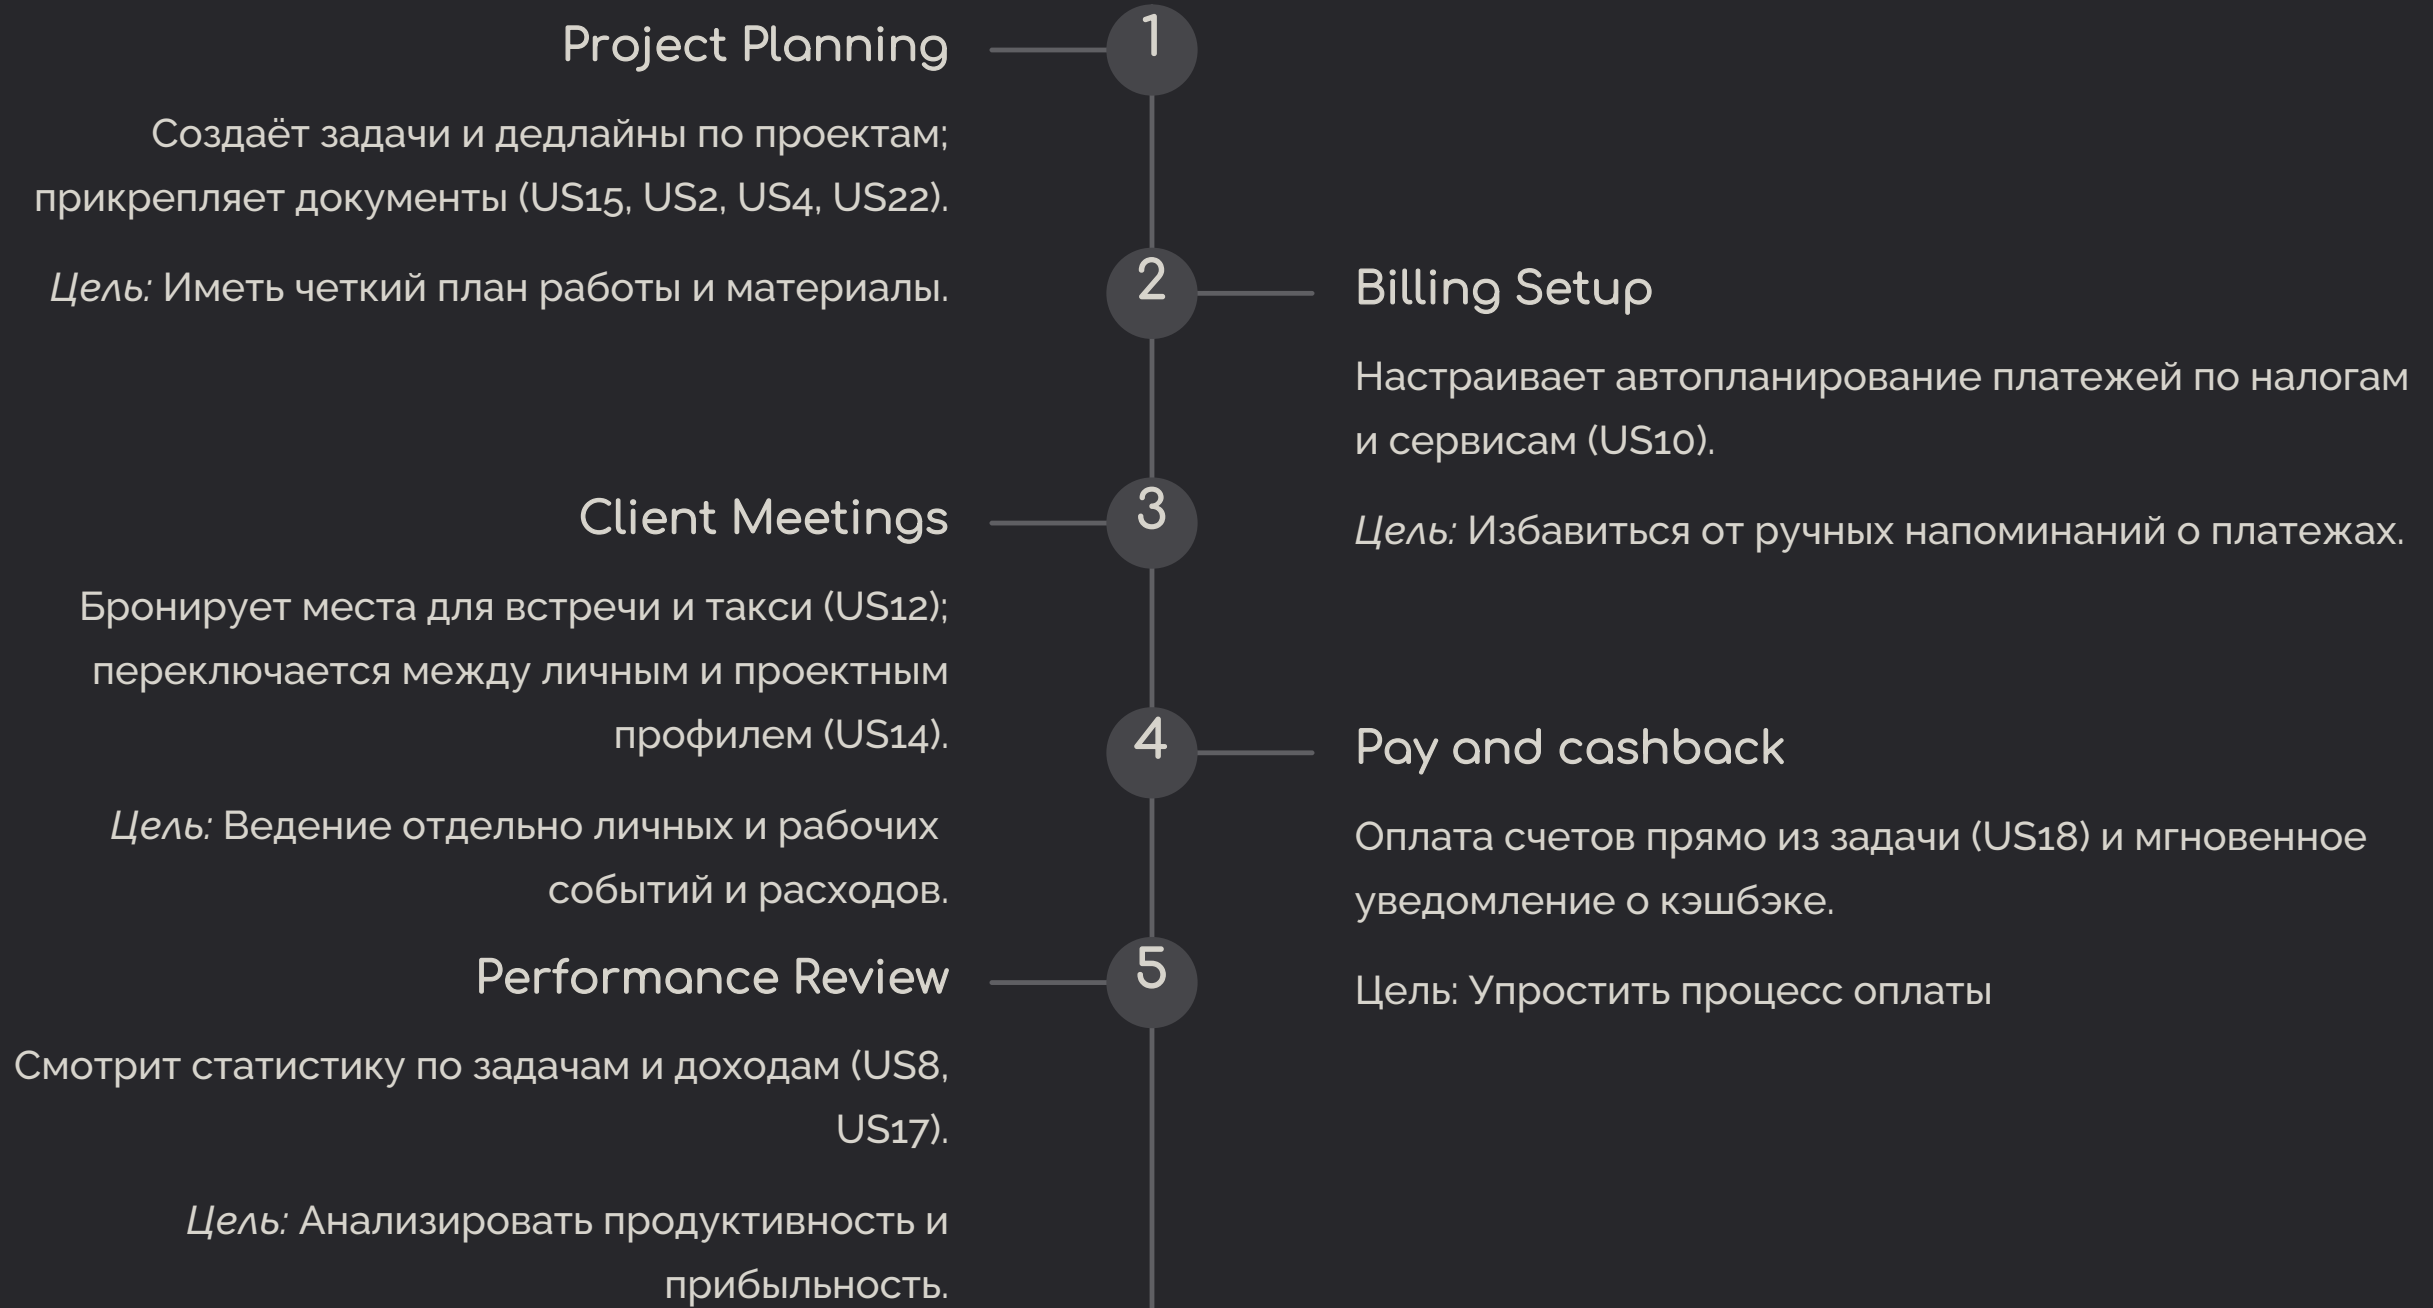 1
Project Planning
Создаёт задачи и дедлайны по проектам;
прикрепляет документы (US15, US2, US4, US22).
Цель: Иметь четкий план работы и материалы.
2
Billing Setup
Настраивает автопланирование платежей по налогам
и сервисам (US10).
Цель: Избавиться от ручных напоминаний о платежах.
3
Client Meetings
Бронирует места для встречи и такси (US12);
переключается между личным и проектным
профилем (US14).
Цель: Ведение отдельно личных и рабочих
событий и расходов.
4
Pay and cashback
Оплата счетов прямо из задачи (US18) и мгновенное
уведомление о кэшбэке.
Цель: Упростить процесс оплаты
5
Performance Review
Смотрит статистику по задачам и доходам (US8,
US17).
Цель: Анализировать продуктивность и
прибыльность.